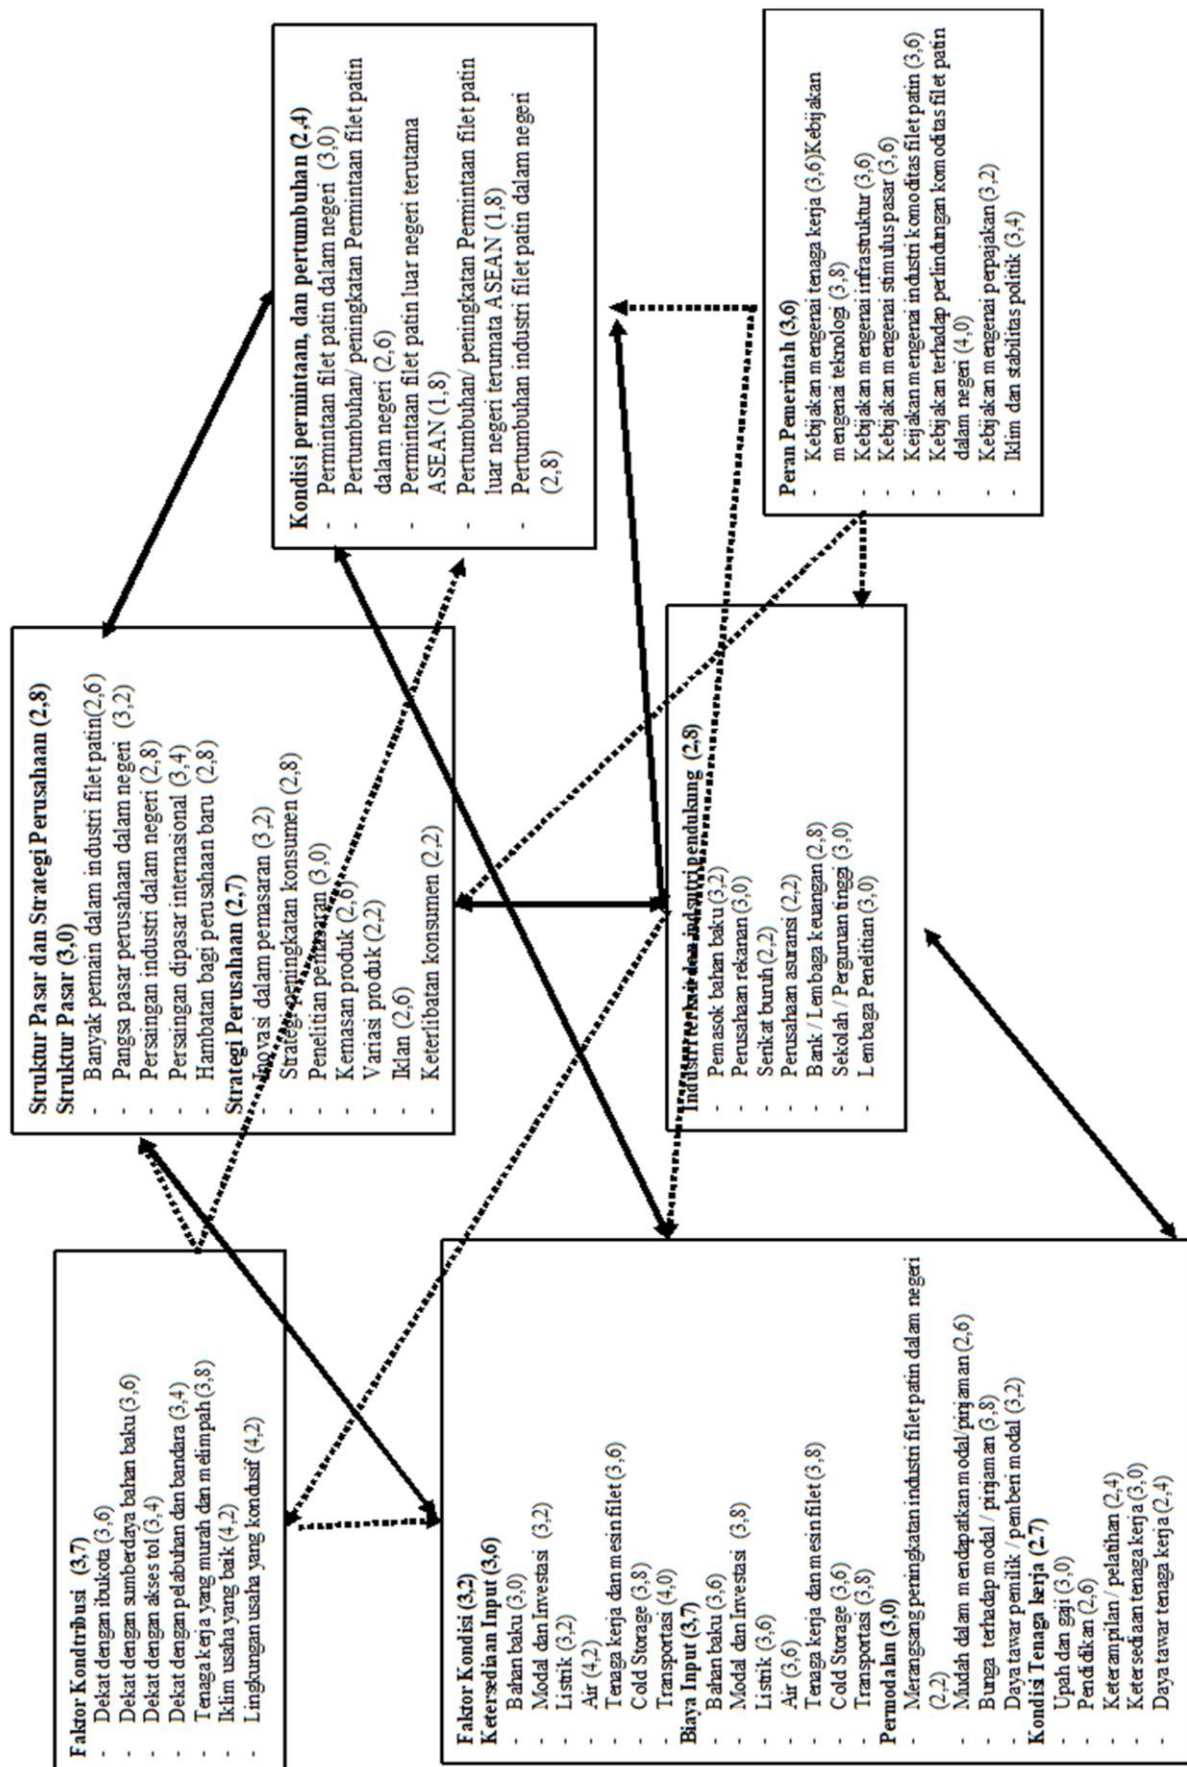 Faktor Kondtribusi (3,7)
- Dekat dengan ibukota (3,6)
- Dekat dengan sumberdaya bahan baku (3,6)
- Dekat dengan akses tol (3,4)
- Dekat dengan pelabuhan dan bandara (3,4)
- Tenaga kerja yang murah dan melimpah (3,8)
- Iklim usaha yang baik (4,2)
- Lingkungan usaha yang kondusif (4,2)
Faktor Kondisi (3,2)
Ketersedian Input (3,6)
- Bahan baku (3,0)
- Modal dan Investasi (3,2)
- Listrik (3,2)
- Air (4,2)
- Tenaga kerja dan mesin filet (3,6)
- Cold Storage (3,8)
- Transportasi (4,0)
Biaya Input (3,7)
- Bahan baku (3,6)
- Modal dan Investasi (3,8)
- Listrik (3,6)
- Air (3,6)
- Tenaga kerja dan mesin filet (3,8)
- Cold Storage (3,6)
- Transportasi (3,8)
Permodalan (3,0)
- Merangsang peningkatan industri filet patin dalam negeri
(2,2)
- Mudah dalam mendapatkan modal/pinjaman (2,6)
- Bunga terhadap modal / pinjaman (3,8)
- Daya tawar pemilik / pemberi modal (3,2)
Kondisi Tenaga kerja (2,7)
- Upah dan gaji (3,0)
- Pendidikan (2,6)
- Keterampilan / pelatihan (2,4)
- Ketersediaan tenaga kerja (3,0)
- Daya tawar tenaga kerja (2,4)
Struktur Pasar dan Strategi Perusahaan (2,8)
Struktur Pasar (3,0)
- Banyak pemain dalam industri filet patin(2,6)
- Pangsa pasar perusahaan dalam negeri (3,2)
- Persaingan industri dalam negeri (2,8)
- Persaingan dipasar internasional (3,4)
- Hambatan bagi perusahaan baru (2,8)
Strategi Perusahaan (2,7)
- Inovasi dalam pemasaran (3,2)
- Strategi peningkatan konsumen (2,8)
- Penelitian pemasaran (3,0)
- Kemasan produk (2,6)
- Variasi produk (2,2)
- Iklan (2,6)
- Keterlibatan konsumen (2,2)
Industri terkait dan industri pendukung (2,8)
- Pemasok bahan baku (3,2)
- Perusahaan rekanan (3,0)
- Serikat buruh (2,2)
- Perusahan asuransi (2,2)
- Bank / Lembaga keuangan (2,8)
- Sekolah / Perguruan tinggi (3,0)
- Lembaga Penelitian (3,0)
Kondisi permintaan, dan pertumbuhan (2,4)
- Permintaan filet patin dalam negeri (3,0)
- Pertumbuhan/ peningkatan Permintaan filet patin
dalam negeri (2,6)
- Permintaan filet patin luar negeri terutama
ASEAN (1,8)
- Pertumbuhan/ peningkatan Permintaan filet patin
luar negeri terumata ASEAN (1,8)
- Pertumbuhan industri filet patin dalam negeri
(2,8)
Peran Pemerintah (3,6)
- Kebijakan mengenai tenaga kerja (3,6)Kebijakan
mengenai teknologi (3,8)
- Kebijakan mengenai infrastruktur (3,6)
- Kebijakan mengenai stimulus pasar (3,6)
- Keijakan mengenai industri komoditas filet patin (3,6)
- Kebijakan terhadap perlindungan komoditas filet patin
dalam negeri (4,0)
- Kebijakan mengenai perpajakan (3,2)
- Iklim dan stabilitas politik (3,4)